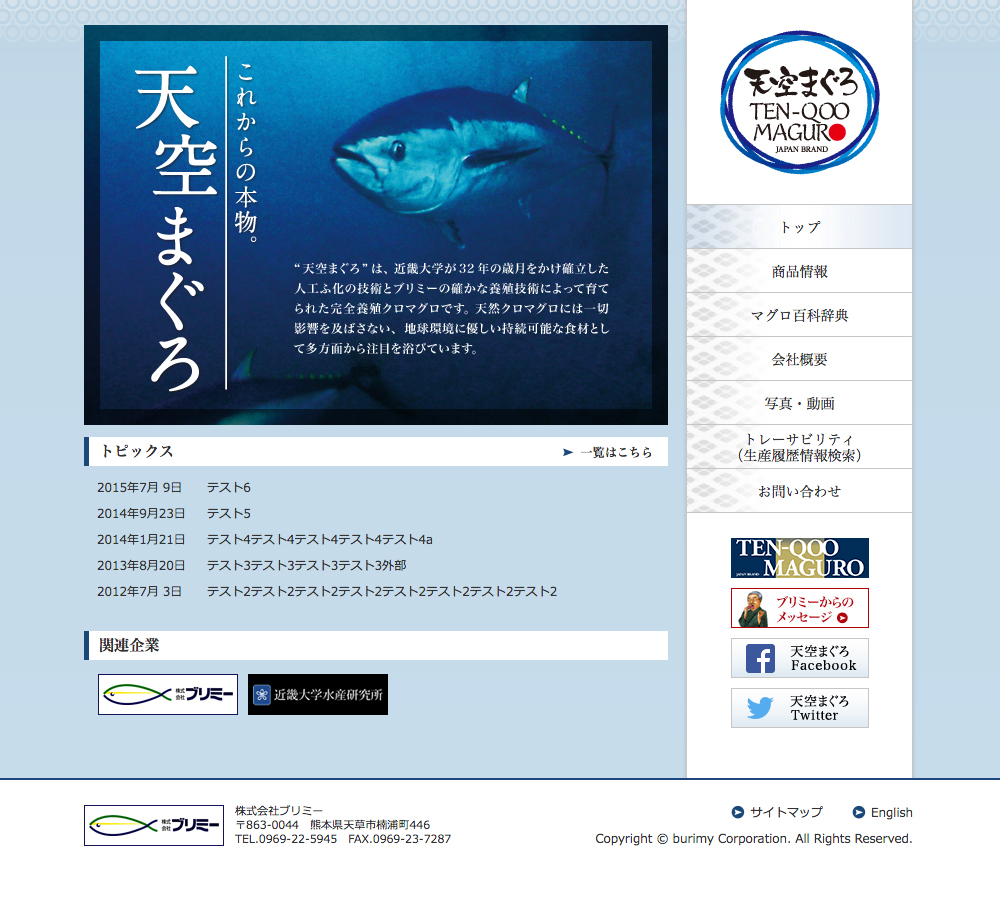 天空まぐろ
これからの本物。
“天空まぐろ”は、近畿大学が32年の歳月をかけ確立した
人工ふ化の技術とブリミーの確かな養殖技術によって育て
られた完全養殖クロマグロです。天然クロマグロには一切
影響を及ぼさない、地球環境に優しい持続可能な食材とし
て多方面から注目を浴びています。
トピックス
一覧はこちら
2015年7月 9日 テスト6
2014年9月23日 テスト5
2014年1月21日 テスト4テスト4テスト4テスト4テスト4a
2013年8月20日 テスト3テスト3テスト3テスト3外部
2012年7月 3日 テスト2テスト2テスト2テスト2テスト2テスト2テスト2テスト2
関連企業
株式会社ブリミー
近畿大学水産研究所
天空まぐろ
TEN-QOO
MAGURO
JAPAN BRAND
トップ
商品情報
マグロ百科辞典
会社概要
写真・動画
トレーサビリティ
（生産履歴情報検索）
お問い合わせ
TEN-QOO
JAPAN BRAND MAGURO
ブリミーからの
メッセージ
天空まぐろ
Facebook
天空まぐろ
Twitter
株式会社ブリミー
株式会社ブリミー
〒863-0044 熊本県天草市楠浦町446
TEL.0969-22-5945 FAX.0969-23-7287
サイトマップ
English
Copyright © burimy Corporation. All Rights Reserved.